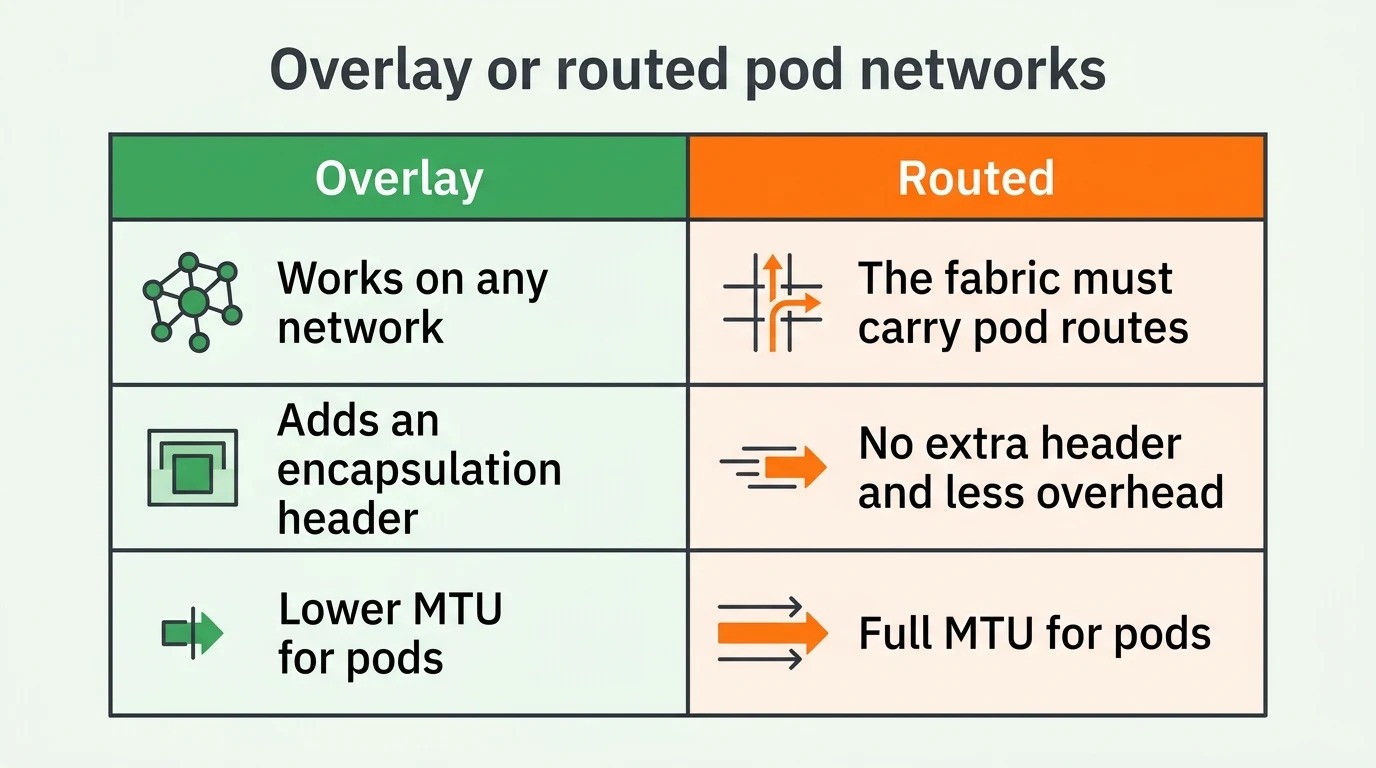 Overlay or routed pod networks
Overlay
Routed
Works on any
network
The fabric must
carry pod routes
Adds an
encapsulation
header
No extra header
and less overhead
Lower MTU
for pods
Full MTU for pods